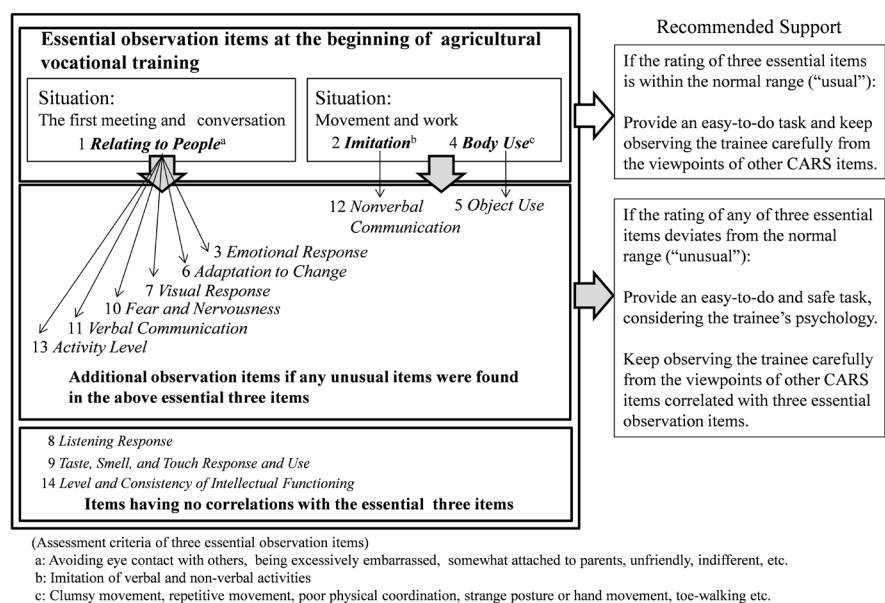 Essential observation items at the beginning of agricultural
vocational training
Situation:
The first meeting and conversation
1 Relating to Peopleᵃ
Situation:
Movement and work
2 Imitationᵇ 4 Body Useᶜ
12 Nonverbal
Communication
5 Object Use
3 Emotional Response
6 Adaptation to Change
7 Visual Response
10 Fear and Nervousness
11 Verbal Communication
13 Activity Level
Additional observation items if any unusual items were found
in the above essential three items
8 Listening Response
9 Taste, Smell, and Touch Response and Use
14 Level and Consistency of Intellectual Functioning
Items having no correlations with the essential three items
Recommended Support
If the rating of three essential items
is within the normal range (“usual”):
Provide an easy-to-do task and keep
observing the trainee carefully from
the viewpoints of other CARS items.
If the rating of any of three essential
items deviates from the normal
range (“unusual”):
Provide an easy-to-do and safe task,
considering the trainee’s psychology.
Keep observing the trainee carefully
from the viewpoints of other CARS
items correlated with three essential
observation items.
(Assessment criteria of three essential observation items)
a: Avoiding eye contact with others, being excessively embarrassed, somewhat attached to parents, unfriendly, indifferent, etc.
b: Imitation of verbal and non-verbal activities
c: Clumsy movement, repetitive movement, poor physical coordination, strange posture or hand movement, toe-walking etc.